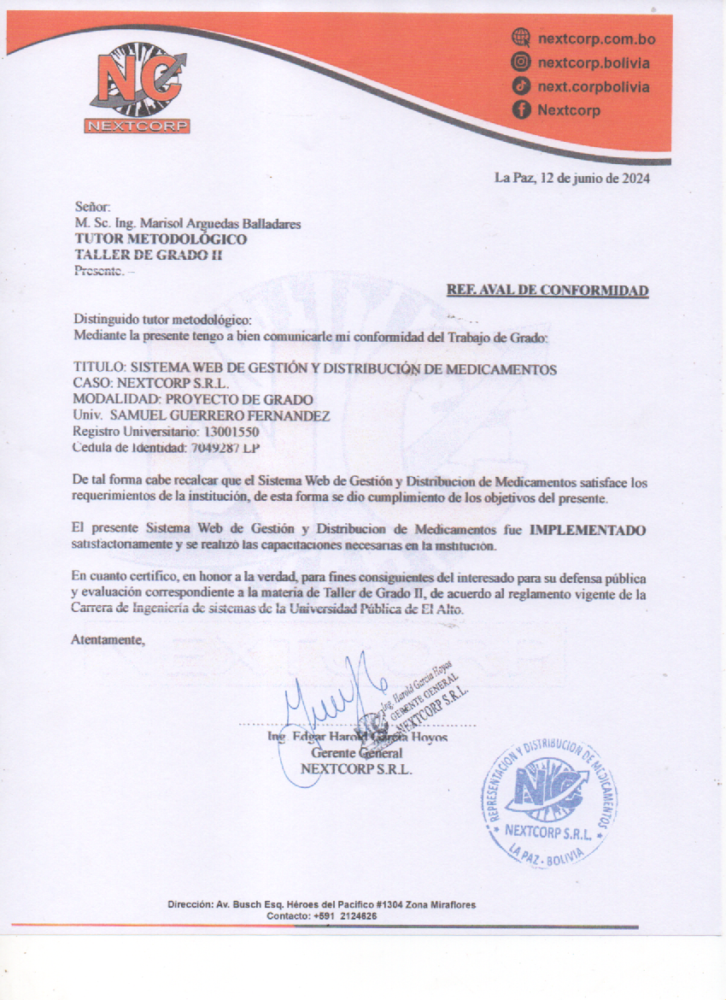 nextcorp.com.bo
nextcorp.bolivia
next.corpbolivia
Nextcorp
NC
NEXTCORP
La Paz, 12 de junio de 2024
Señor:
M. Sc. Ing. Marisol Arguedas Balladares
TUTOR METODOLÓGICO
TALLER DE GRADO II
Presente. –
REF. AVAL DE CONFORMIDAD
Distinguido tutor metodológico:
Mediante la presente tengo a bien comunicarle mi conformidad del Trabajo de Grado:
TITULO: SISTEMA WEB DE GESTIÓN Y DISTRIBUCIÓN DE MEDICAMENTOS
CASO: NEXTCORP S.R.L.
MODALIDAD: PROYECTO DE GRADO
Univ. SAMUEL GUERRERO FERNANDEZ
Registro Universitario: 13001550
Cedula de Identidad: 7049287 LP
De tal forma cabe recalcar que el Sistema Web de Gestión y Distribucion de Medicamentos satisface los
requerimientos de la institución, de esta forma se dio cumplimiento de los objetivos del presente.
El presente Sistema Web de Gestión y Distribucion de Medicamentos fue IMPLEMENTADO
satisfactoriamente y se realizó las capacitaciones necesarias en la institución.
En cuanto certifico, en honor a la verdad, para fines consiguientes del interesado para su defensa pública
y evaluación correspondiente a la materia de Taller de Grado II, de acuerdo al reglamento vigente de la
Carrera de Ingeniería de sistemas de la Universidad Pública de El Alto.
Atentamente,
Ing. Harold García Hoyos
GERENTE GENERAL
NEXTCORP S.R.L.
Ing. Edgar Harold García Hoyos
Gerente General
NEXTCORP S.R.L.
REPRESENTACION Y DISTRIBUCION DE MEDICAMENTOS
NC
NEXTCORP S.R.L.
LA PAZ - BOLIVIA
Dirección: Av. Busch Esq. Héroes del Pacífico #1304 Zona Miraflores
Contacto: +591 2124626